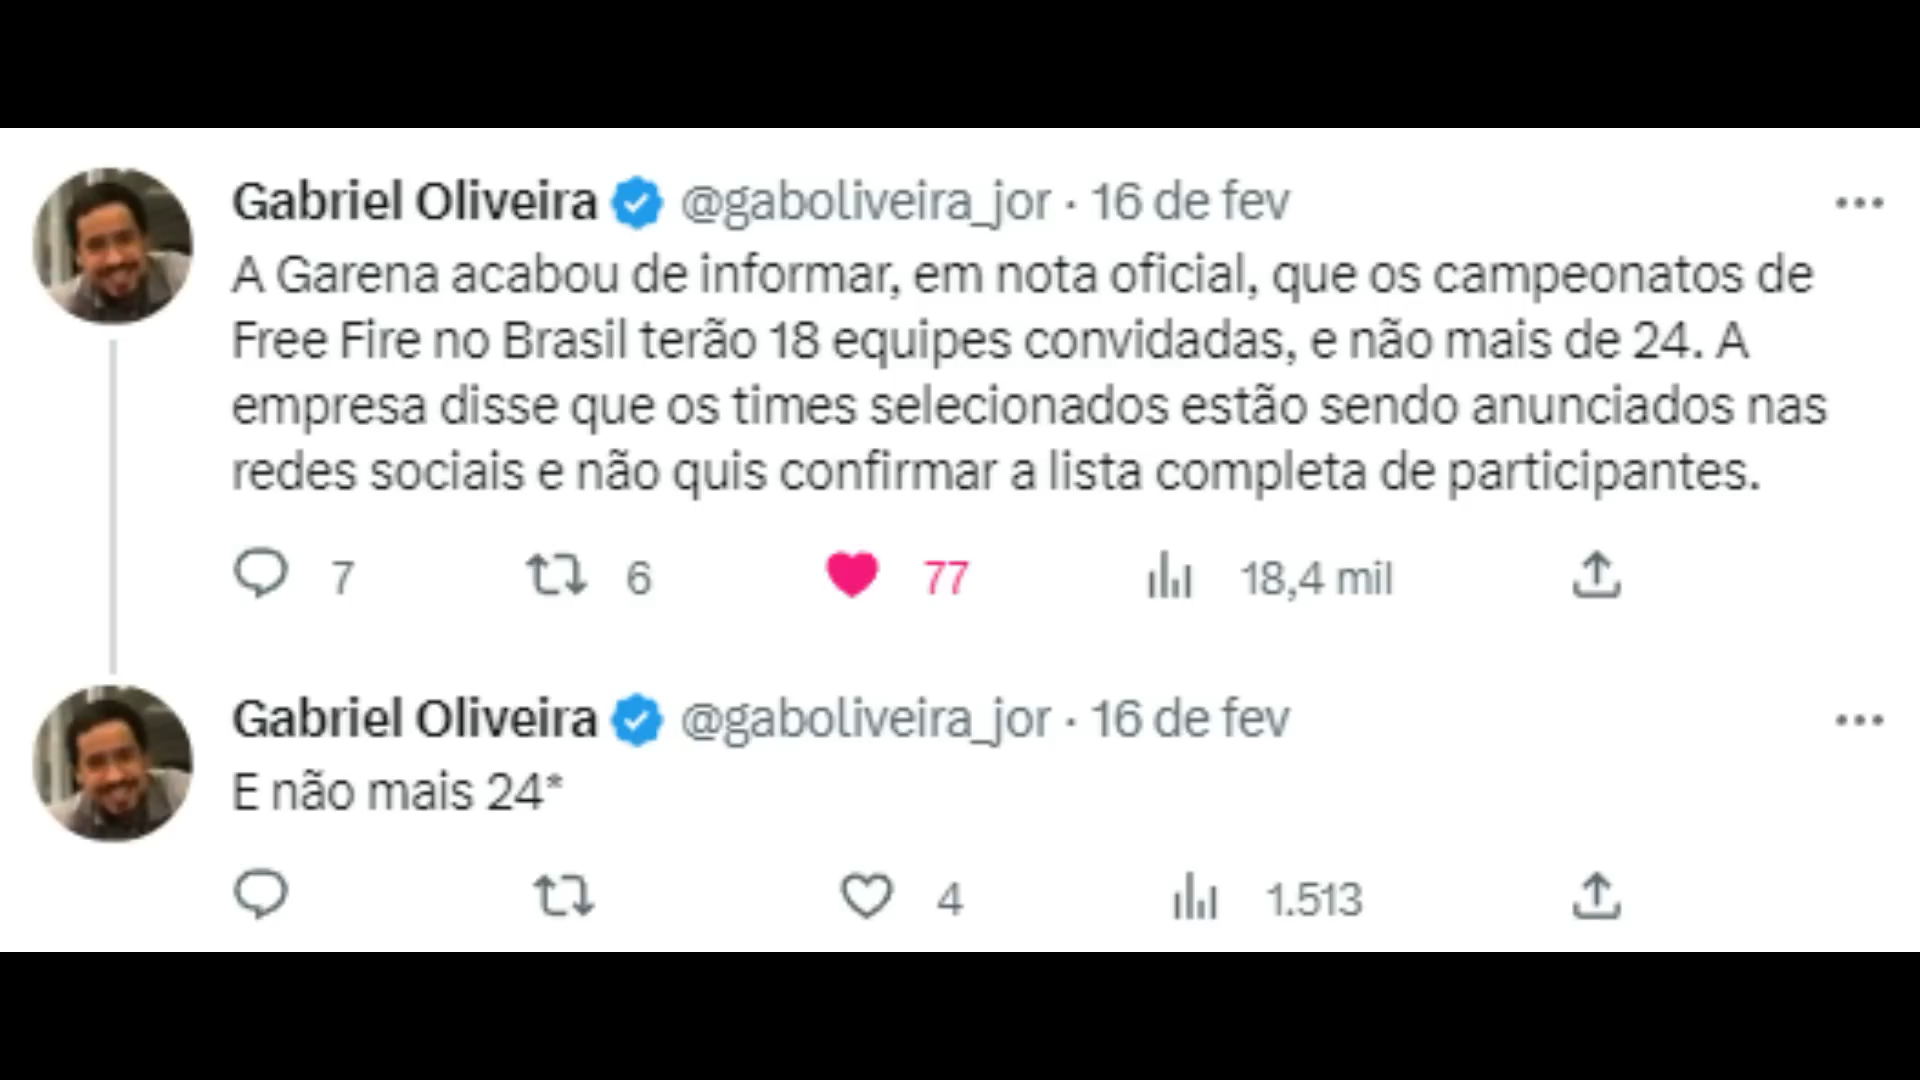 Gabriel Oliveira @gaboliveira_jor · 16 de fev
A Garena acabou de informar, em nota oficial, que os campeonatos de
Free Fire no Brasil terão 18 equipes convidadas, e não mais de 24. A
empresa disse que os times selecionados estão sendo anunciados nas
redes sociais e não quis confirmar a lista completa de participantes.
7 6 77 18,4 mil
Gabriel Oliveira @gaboliveira_jor · 16 de fev
E não mais 24*
4 1.513